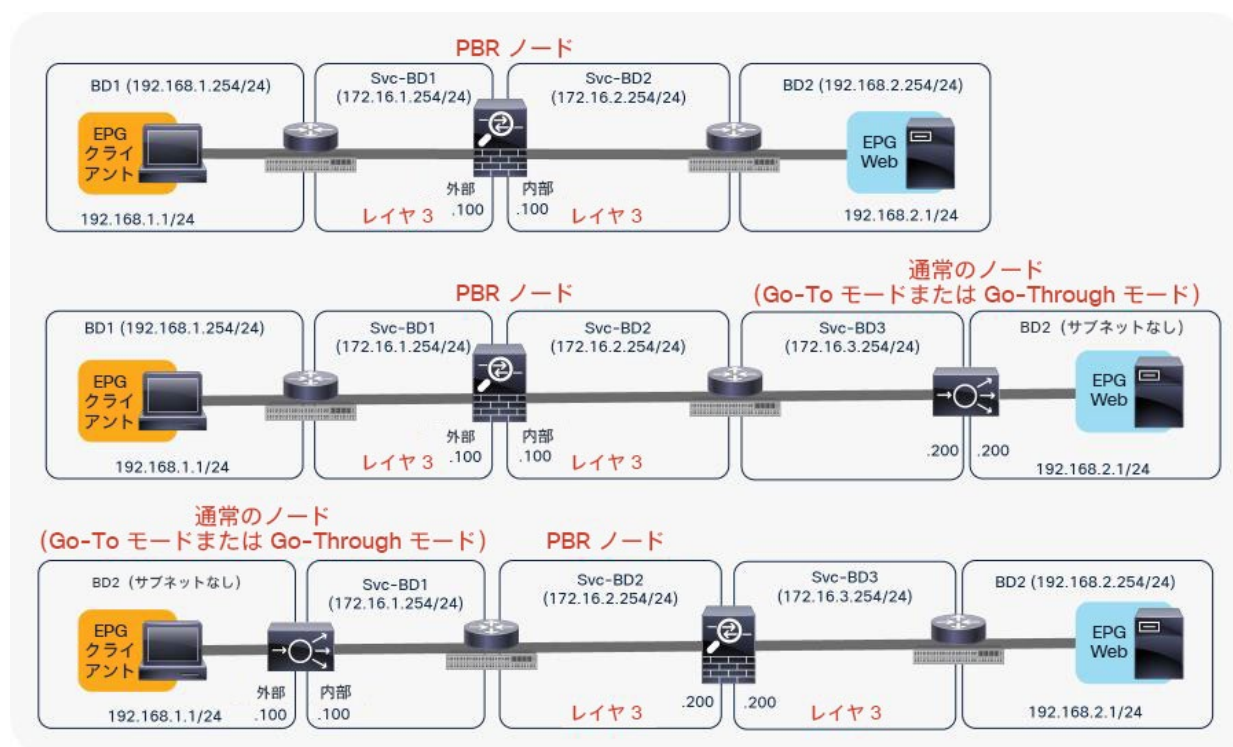 PBR ノード
BD1 (192.168.1.254/24)
Svc-BD1
(172.16.1.254/24)
Svc-BD2
(172.16.2.254/24)
BD2 (192.168.2.254/24)
EPG
クライ
アント
EPG
Web
外部
.100
内部
.100
レイヤ 3
レイヤ 3
192.168.1.1/24
192.168.2.1/24
PBR ノード
通常のノード
(Go-To モードまたは Go-Through モード)
BD1 (192.168.1.254/24)
Svc-BD1
(172.16.1.254/24)
Svc-BD2
(172.16.2.254/24)
Svc-BD3
(172.16.3.254/24)
BD2 (サブネットなし)
EPG
クライ
アント
EPG
Web
外部
.100
内部
.100
レイヤ 3
レイヤ 3
.200
.200
192.168.1.1/24
192.168.2.1/24
通常のノード
(Go-To モードまたは Go-Through モード)
PBR ノード
BD2 (サブネットなし)
Svc-BD1
(172.16.1.254/24)
Svc-BD2
(172.16.2.254/24)
Svc-BD3
(172.16.3.254/24)
BD2 (192.168.2.254/24)
EPG
クライ
アント
EPG
Web
外部
.100
内部
.100
.200
.200
レイヤ 3
レイヤ 3
192.168.1.1/24
192.168.2.1/24